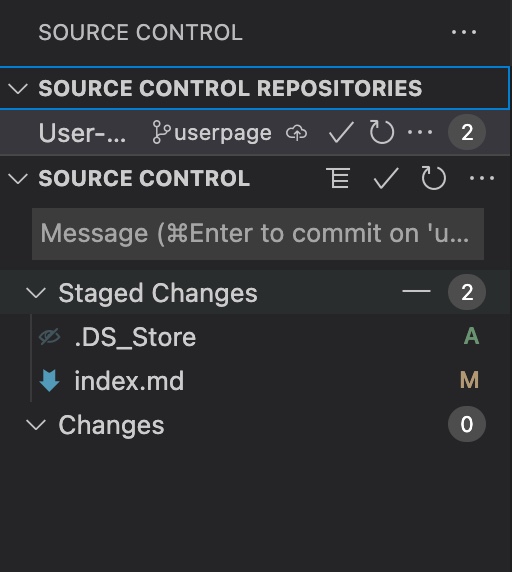 SOURCE CONTROL
SOURCE CONTROL REPOSITORIES
User-... userpage 2
SOURCE CONTROL
Message (⌘Enter to commit on 'u...
Staged Changes 2
.DS_Store A
index.md M
Changes 0